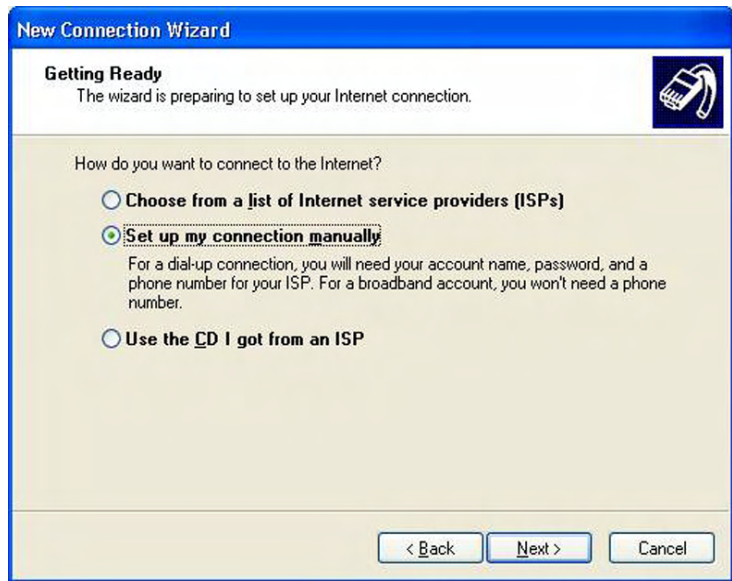 New Connection Wizard
Getting Ready
The wizard is preparing to set up your Internet connection.
How do you want to connect to the Internet?
Choose from a list of Internet service providers (ISPs)
Set up my connection manually
For a dial-up connection, you will need your account name, password, and a
phone number for your ISP. For a broadband account, you won't need a phone
number.
Use the CD I got from an ISP
< Back Next > Cancel